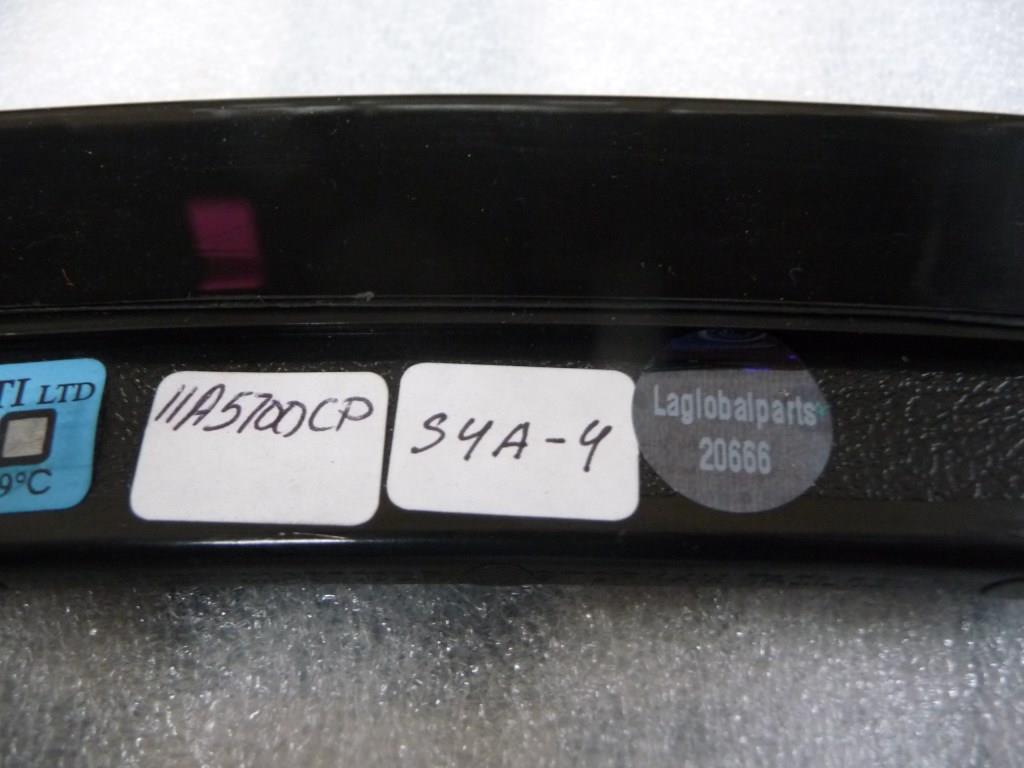 TI LTD
9°C
11A5700CP
S4A-4
Laglobalparts
20666